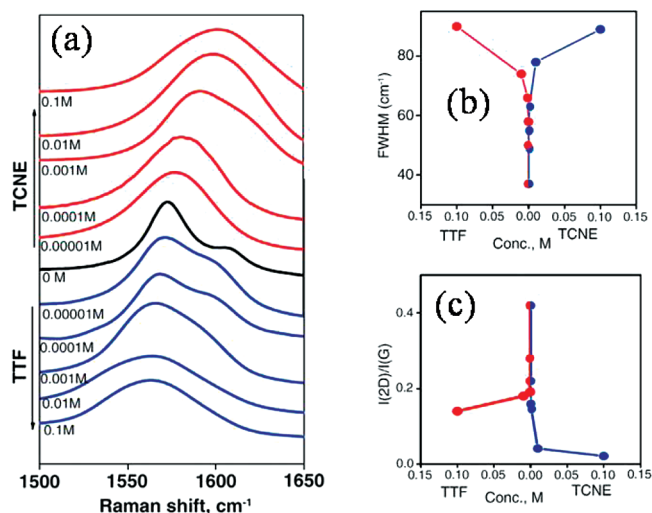 (a)
TCNE
TTF
0.1M
0.01M
0.001M
0.0001M
0.00001M
0 M
0.00001M
0.0001M
0.001M
0.01M
0.1M
1500 1550 1600 1650
Raman shift, cm⁻¹
(b)
FWHM (cm⁻¹)
80
60
40
0.15 0.10 0.05 0.00 0.05 0.10 0.15
TTF Conc., M TCNE
(c)
I(2D)/I(G)
0.4
0.2
0.0
0.15 0.10 0.05 0.00 0.05 0.10 0.15
TTF Conc., M TCNE